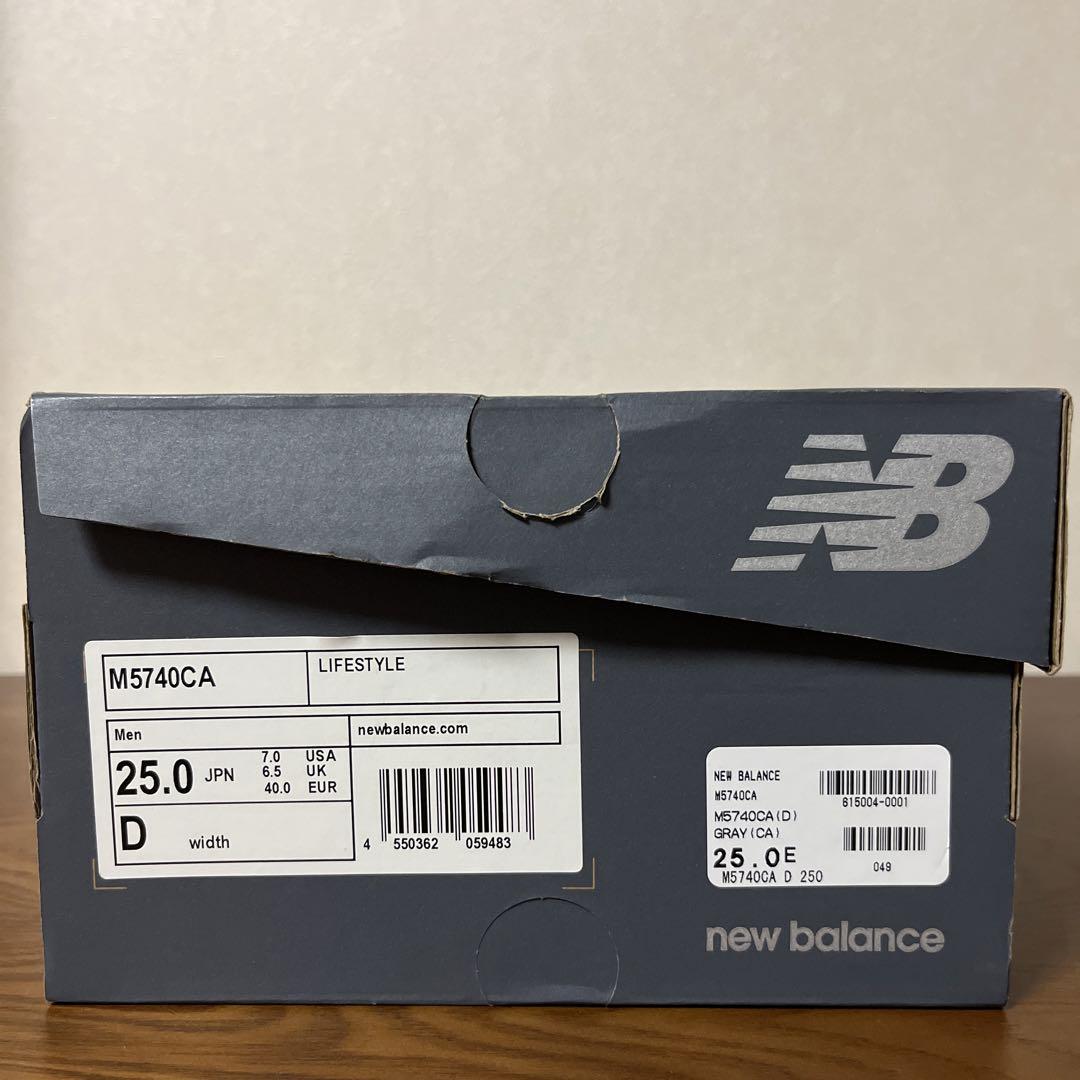 NB
M5740CA
LIFESTYLE
Men
newbalance.com
25.0 JPN
7.0 USA
6.5 UK
40.0 EUR
D width
4 550362 059483
NEW BALANCE
M5740CA
615004-0001
M5740CA(D)
GRAY(CA)
25.0E
049
M5740CA D 250
new balance